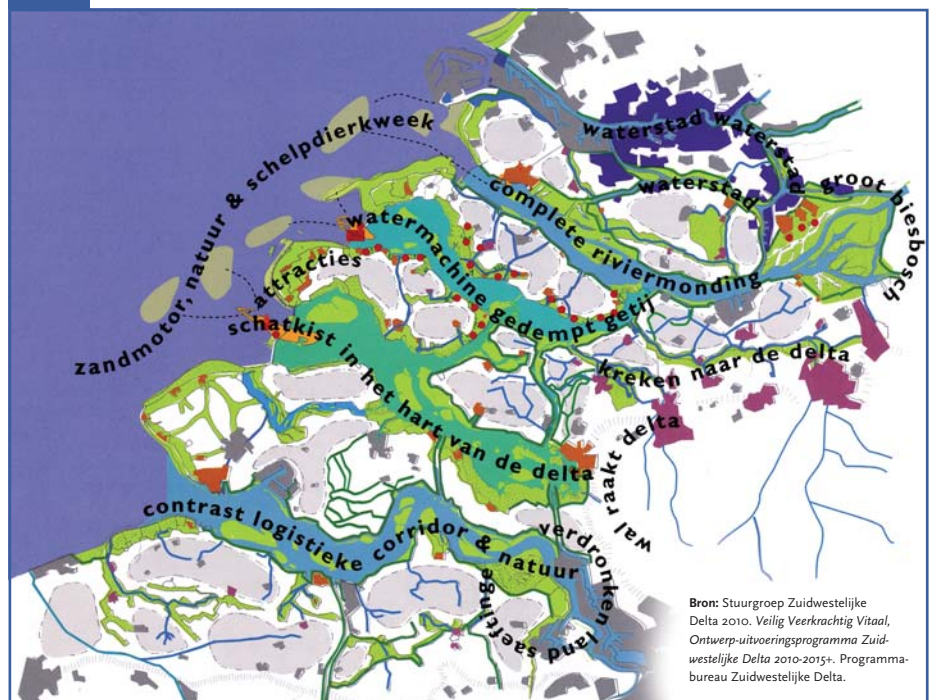 waterstad waterstad
waterstad
groot biesbosch
zandmotor, natuur & schelpdierkweek
complete riviermonding
watermachine gedempt getij
attracties
schatkist in het hart van de delta
kreken naar de delta
wal raakt delta
contrast logistieke corridor & natuur
verdronken land saeftinge
Bron: Stuurgroep Zuidwestelijke
Delta 2010. Veilig Veerkrachtig Vitaal,
Ontwerp-uitvoeringsprogramma Zuid-
westelijke Delta 2010-2015+. Programma-
bureau Zuidwestelijke Delta.